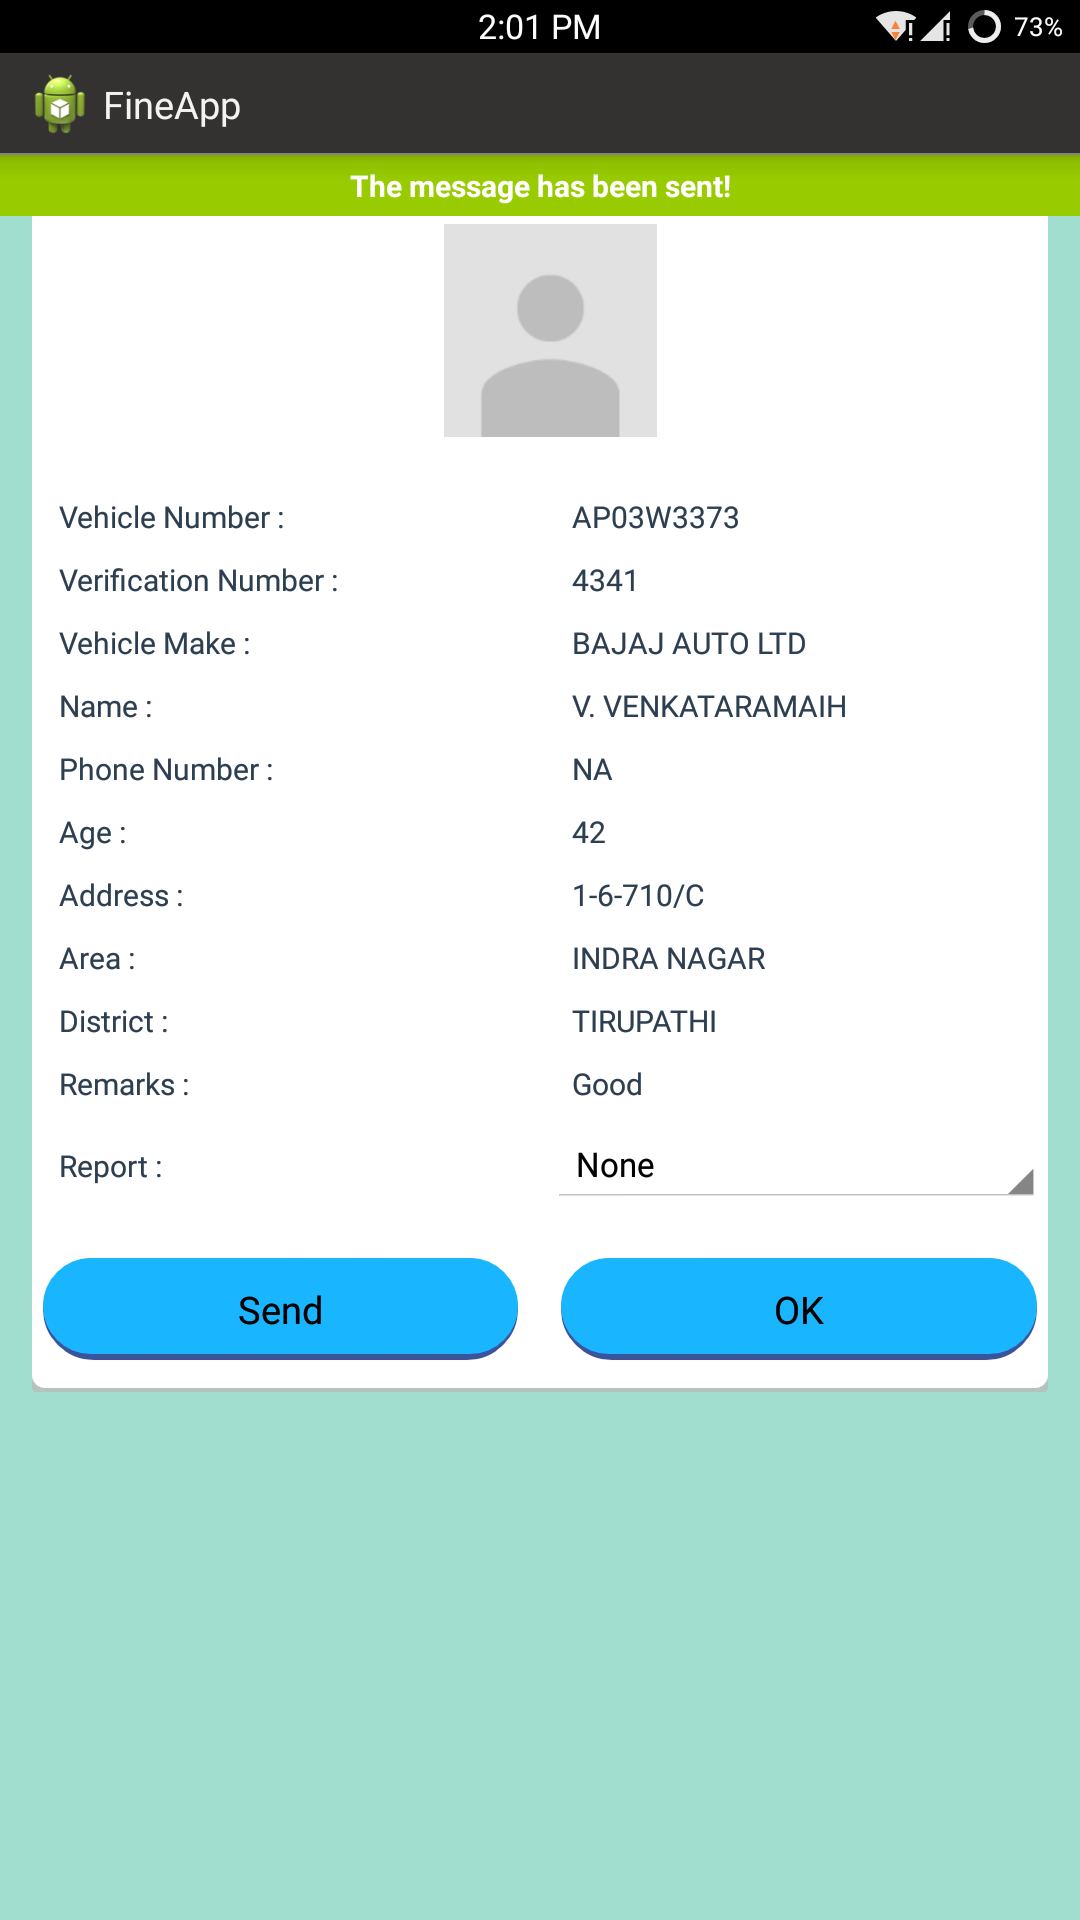 2:01 PM
73%
FineApp
The message has been sent!
Vehicle Number : AP03W3373
Verification Number : 4341
Vehicle Make : BAJAJ AUTO LTD
Name : V. VENKATARAMAIH
Phone Number : NA
Age : 42
Address : 1-6-710/C
Area : INDRA NAGAR
District : TIRUPATHI
Remarks : Good
Report : None
Send
OK